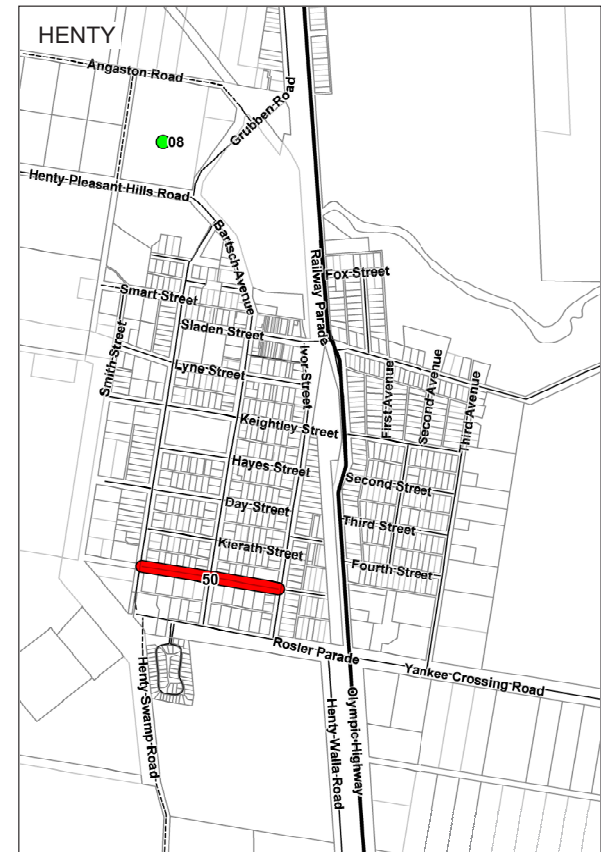 HENTY
Angaston Road
Grubben Road
08
Henty-Pleasant Hills Road
Bartsch Avenue
Railway Parade
Fox Street
Smart Street
Sladen Street
Smith Street
Lyne Street
Ivor Street
First Avenue
Second Avenue
Third Avenue
Keightley Street
Hayes Street
Second Street
Day Street
Third Street
Kierath Street
Fourth Street
50
Rosler Parade
Yankee Crossing Road
Henty-Swamp-Road
Henty-Walla-Road
Olympic-Highway